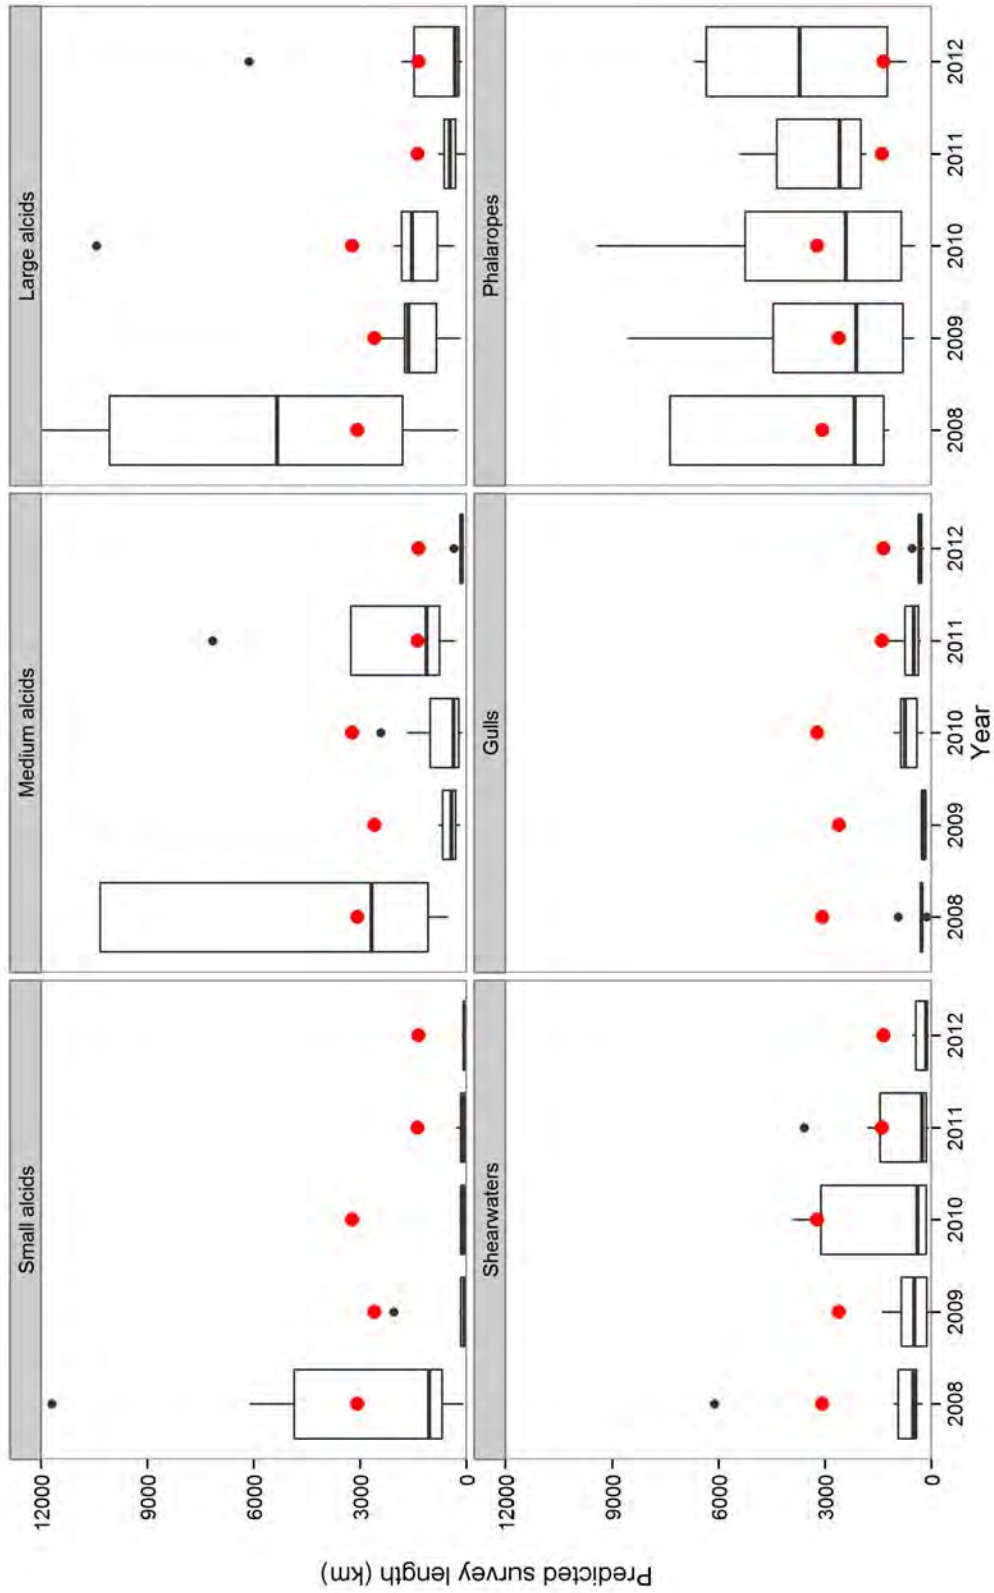 Small alcids
Medium alcids
Large alcids
12000
9000
6000
3000
0
Shearwaters
Gulls
Phalaropes
12000
9000
6000
3000
0
2008 2009 2010 2011 2012
2008 2009 2010 2011 2012
2008 2009 2010 2011 2012
Year
Predicted survey length (km)